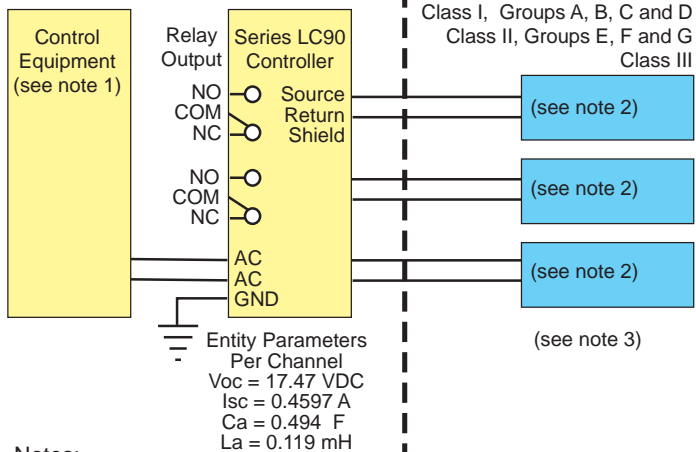 Class I, Groups A, B, C and D
Class II, Groups E, F and G
Class III
Control
Equipment
(see note 1)
Relay
Output
Series LC90
Controller
NO
COM
NC
Source
Return
Shield
NO
COM
NC
AC
AC
GND
(see note 2)
(see note 2)
(see note 2)
(see note 3)
Entity Parameters
Per Channel
Voc = 17.47 VDC
Isc = 0.4597 A
Ca = 0.494 F
La = 0.119 mH
Notes: